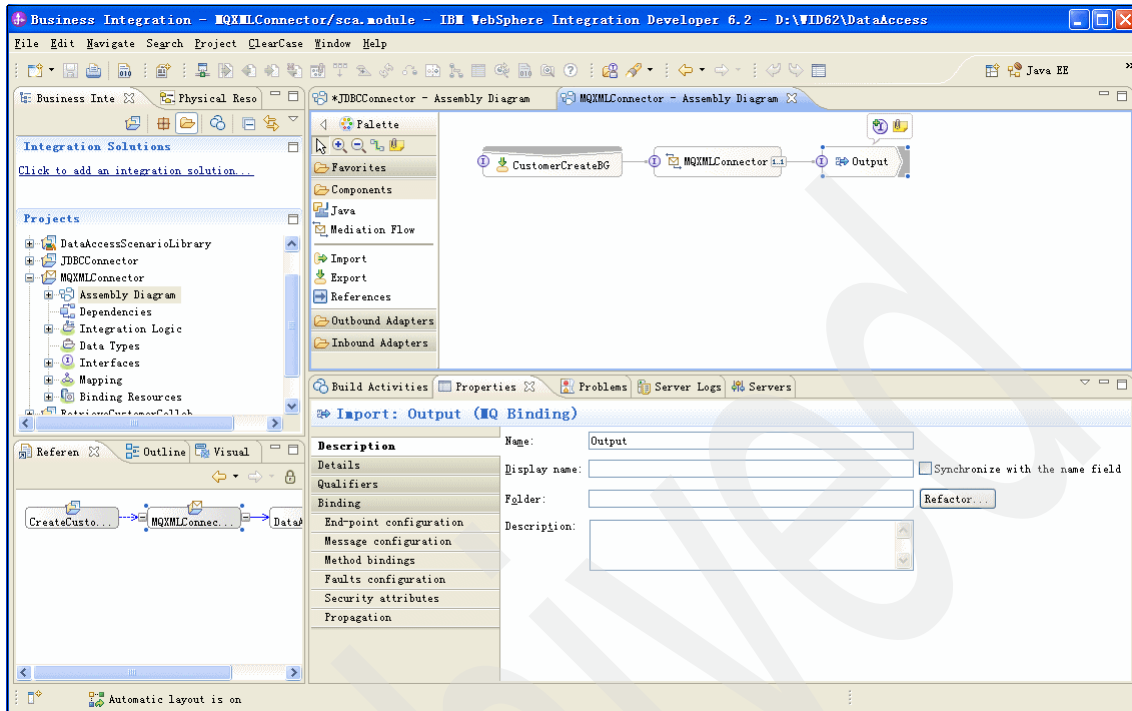 Business Integration - MQXMLConnector/sca.module - IBM WebSphere Integration Developer 6.2 - D:\WID62\DataAccess
File Edit Navigate Search Project ClearCase Window Help
Java EE
Business Inte Physical Reso
Integration Solutions
Click to add an integration solution...
Projects
DataAccessScenarioLibrary
JDBCConnector
MQXMLConnector
Assembly Diagram
Dependencies
Integration Logic
Data Types
Interfaces
Mapping
Binding Resources
RetrieveCustomerCollab
Referen Outline Visual
CreateCusto... MQXMLConnec... DataA
*JDBCConnector - Assembly Diagram MQXMLConnector - Assembly Diagram
Palette
Favorites
Components
Java
Mediation Flow
Import
Export
References
Outbound Adapters
Inbound Adapters
CustomerCreateBG MQXMLConnector 1..1 Output
Build Activities Properties Problems Server Logs Servers
Import: Output (MQ Binding)
Description
Details
Qualifiers
Binding
End-point configuration
Message configuration
Method bindings
Faults configuration
Security attributes
Propagation
Name: Output
Display name: Synchronize with the name field
Folder: Refactor...
Description:
Automatic layout is on